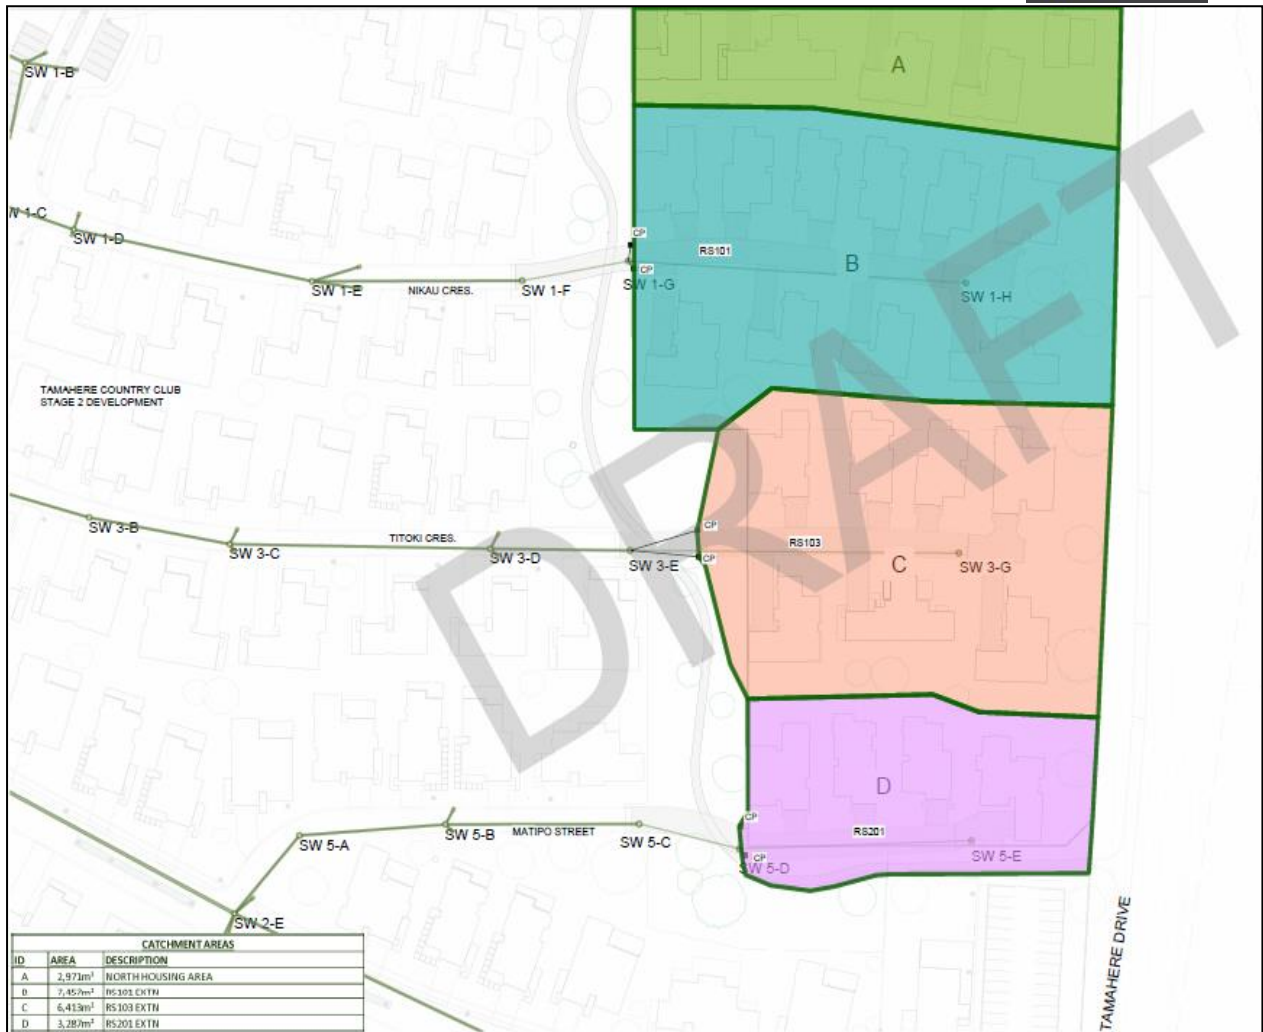 A
SW 1-B
W 1-C
SW 1-D
CP
RS101
B
CP
SW 1-E
NIKAU CRES.
SW 1-F
SW 1-G
SW 1-H
TAMAHERE COUNTRY CLUB
STAGE 2 DEVELOPMENT
DRAFT
SW 3-B
SW 3-C
TITOKI CRES.
SW 3-D
SW 3-E
CP
RS103
CP
C
SW 3-G
D
SW 5-A
SW 5-B
MATIPO STREET
SW 5-C
CP
RS201
CP
SW 5-D
SW 5-E
SW 2-E
TAMAHERE DRIVE
CATCHMENT AREAS
ID AREA DESCRIPTION
A 2,971m² NORTH HOUSING AREA
B 7,457m² RS101 EXTN
C 6,413m² RS103 EXTN
D 3,287m² RS201 EXTN